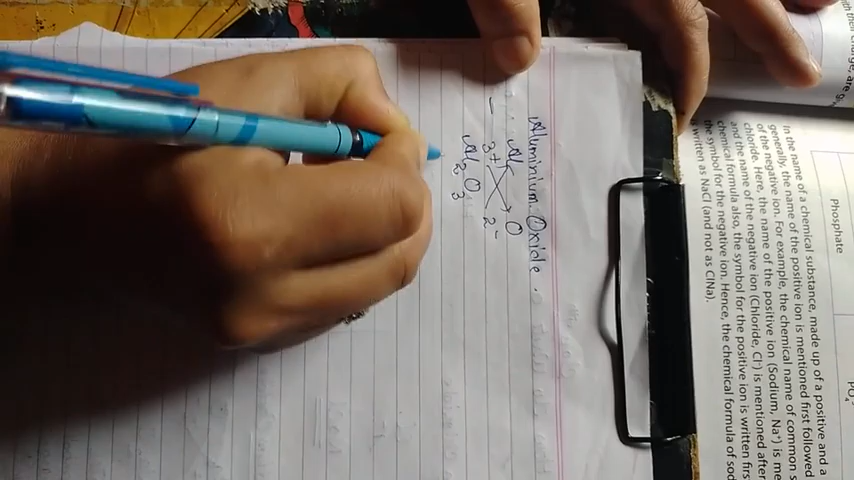 Aluminium Oxide.
Al O
3+ 2-
Al2O3
Phosphate
PO4
In the name of a chemical substance, made up of a positive and a
generally, the name of the positive ion is mentioned first followed
of the negative ion. For example, the chemical name of common s
chloride. Here, the name of the positive ion (Sodium, Na+) is me
and the name of the negative ion (Chloride, Cl-) is mentioned after
chemical formula also, the symbol for the positive ion is written firs
the symbol for the negative ion. Hence, the chemical formula of sod
s written as NaCl (and not as ClNa).